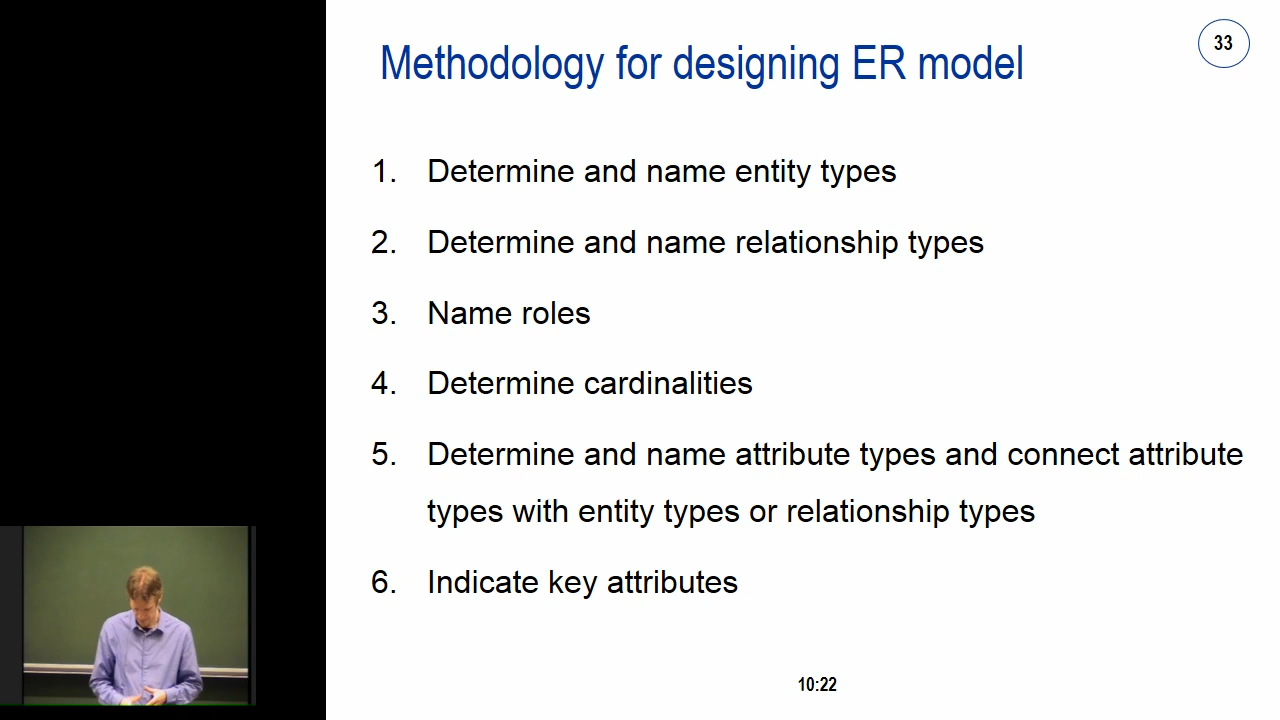 Methodology for designing ER model
33
1. Determine and name entity types
2. Determine and name relationship types
3. Name roles
4. Determine cardinalities
5. Determine and name attribute types and connect attribute
types with entity types or relationship types
6. Indicate key attributes
10:22